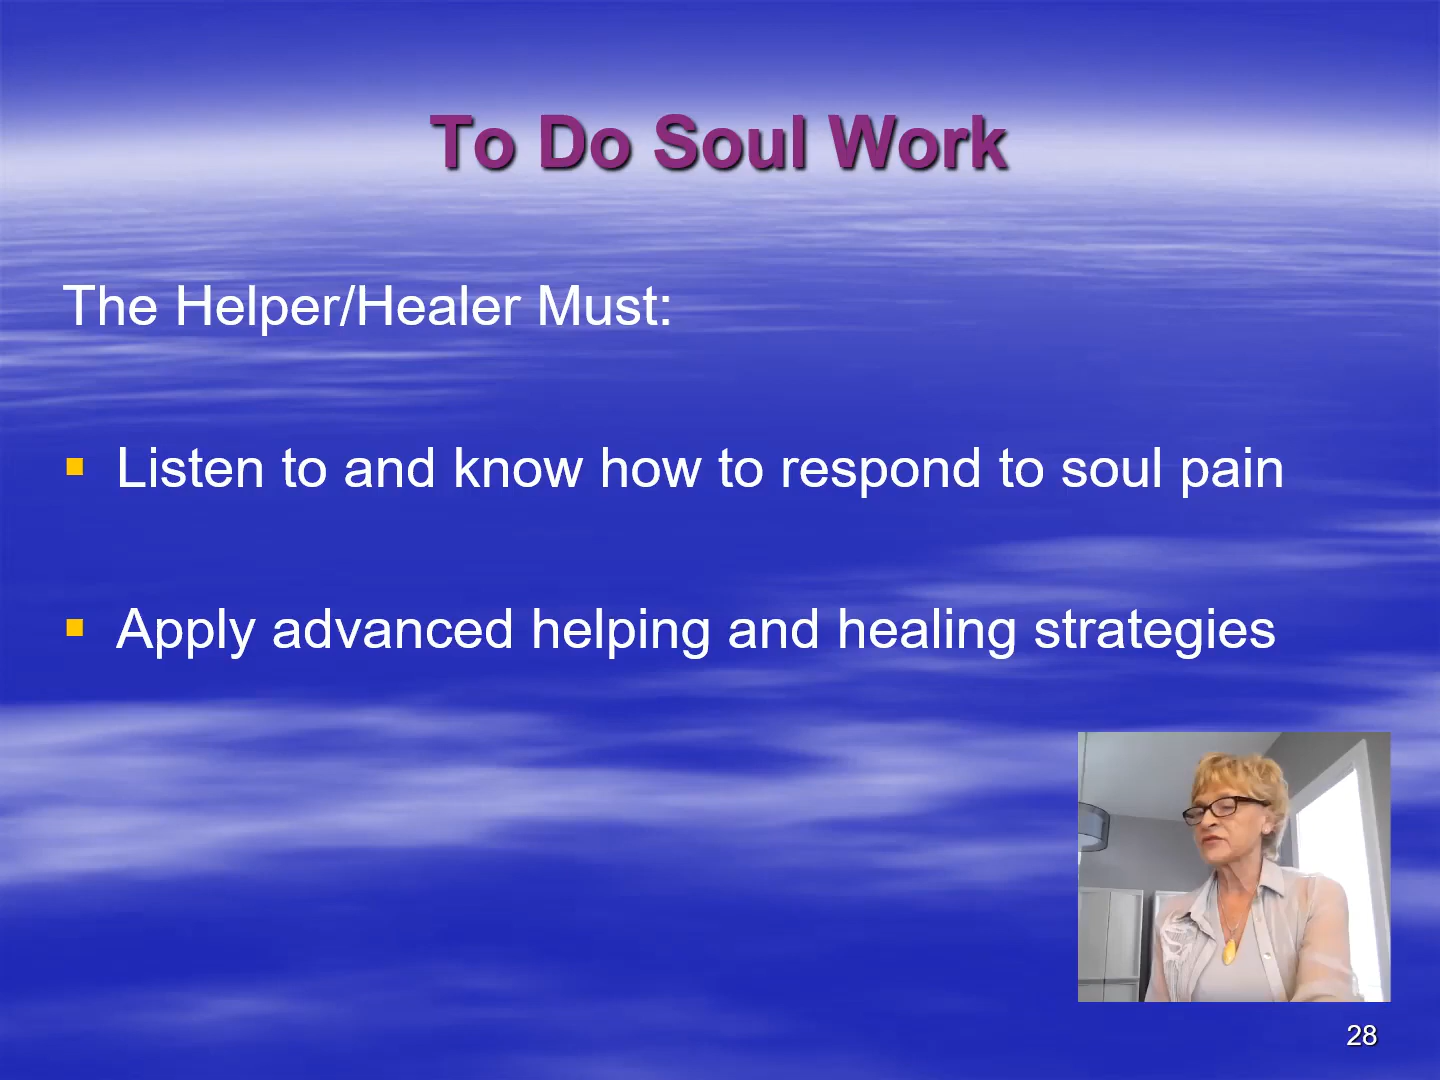 To Do Soul Work
The Helper/Healer Must:
Listen to and know how to respond to soul pain
Apply advanced helping and healing strategies
28